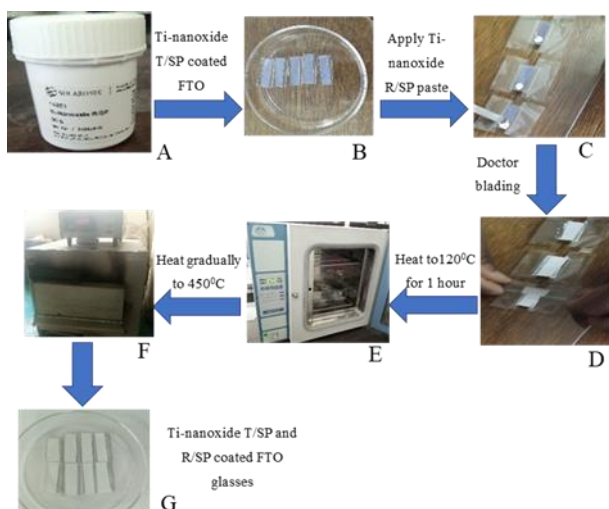 Ti-nanoxide
T/SP coated
FTO
Apply Ti-
nanoxide
R/SP paste
A
B
C
Doctor
blading
Heat gradually
to 450⁰C
Heat to120⁰C
for 1 hour
F
E
D
Ti-nanoxide T/SP and
R/SP coated FTO
glasses
G